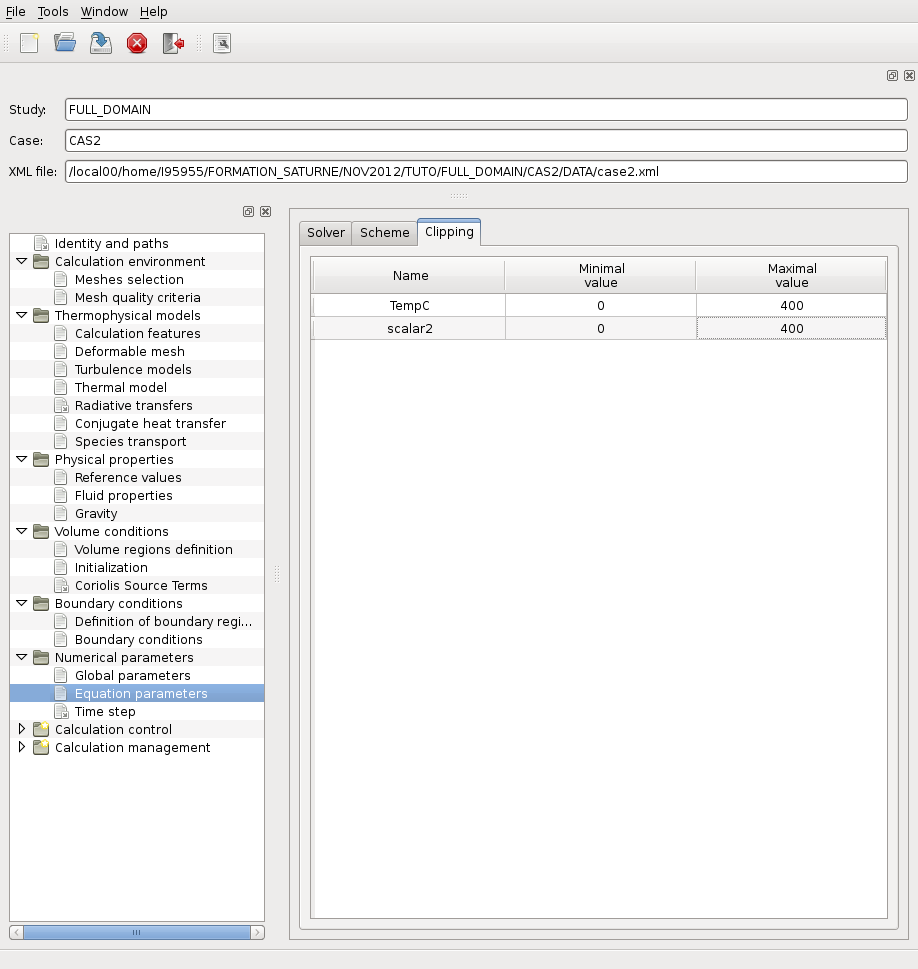 File Tools Window Help
Study: FULL_DOMAIN
Case: CAS2
XML file: /local00/home/I95955/FORMATION_SATURNE/NOV2012/TUTO/FULL_DOMAIN/CAS2/DATA/case2.xml
Identity and paths
Calculation environment
Meshes selection
Mesh quality criteria
Thermophysical models
Calculation features
Deformable mesh
Turbulence models
Thermal model
Radiative transfers
Conjugate heat transfer
Species transport
Physical properties
Reference values
Fluid properties
Gravity
Volume conditions
Volume regions definition
Initialization
Coriolis Source Terms
Boundary conditions
Definition of boundary regi...
Boundary conditions
Numerical parameters
Global parameters
Equation parameters
Time step
Calculation control
Calculation management
Solver Scheme Clipping
Name Minimal value Maximal value
TempC 0 400
scalar2 0 400